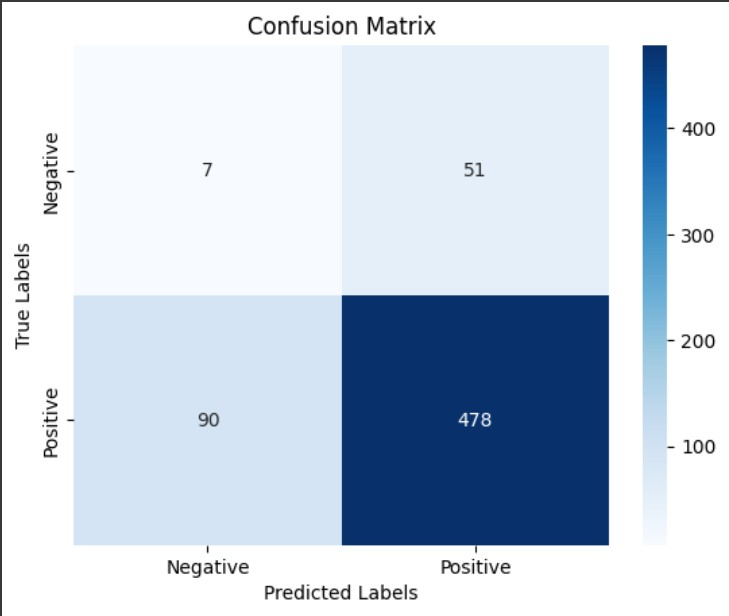 Confusion Matrix
True Labels
Negative
7
51
Positive
90
478
Negative
Positive
Predicted Labels
400
300
200
100